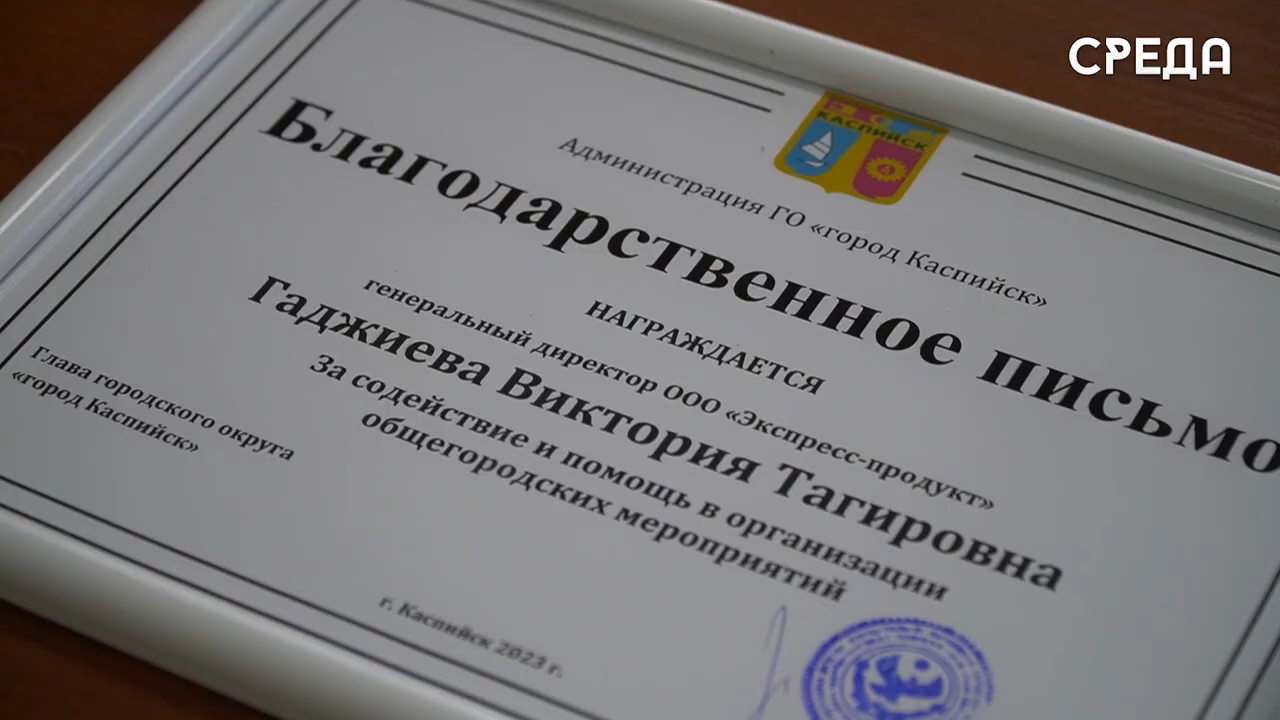 СРЕДА
КАСПИЙСК
Администрация ГО «город Каспийск»
Благодарственное письмо
НАГРАЖДАЕТСЯ
генеральный директор ООО «Экспресс-продукт»
Гаджиева Виктория Тагировна
За содействие и помощь в организации
общегородских мероприятий
Глава городского округа
«город Каспийск»
г. Каспийск 2023 г.